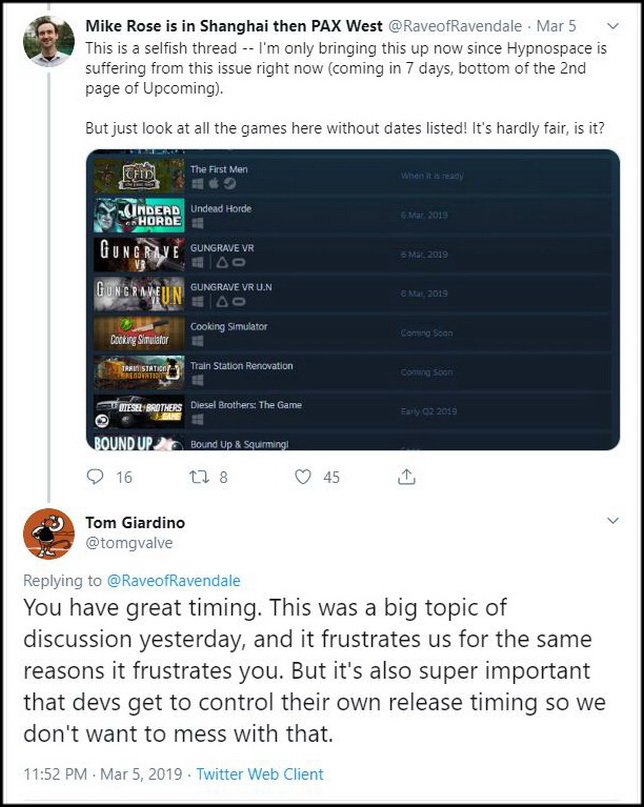 Mike Rose is in Shanghai then PAX West @RaveofRavendale · Mar 5
This is a selfish thread -- I'm only bringing this up now since Hypnospace is
suffering from this issue right now (coming in 7 days, bottom of the 2nd
page of Upcoming).
But just look at all the games here without dates listed! It's hardly fair, is it?
The First Men
When it is ready
UNDEAD HORDE
Undead Horde
6 Mar, 2019
GUNGRAVE VR
GUNGRAVE VR
6 Mar, 2019
GUNGRAVE U.N
GUNGRAVE VR U.N
6 Mar, 2019
Cooking Simulator
Cooking Simulator
Coming Soon
TRAIN STATION RENOVATION
Train Station Renovation
Coming Soon
DIESEL BROTHERS THE GAME
Diesel Brothers: The Game
Early Q2 2019
BOUND UP
Bound Up & Squirming!
16 8 45
Tom Giardino
@tomgvalve
Replying to @RaveofRavendale
You have great timing. This was a big topic of
discussion yesterday, and it frustrates us for the same
reasons it frustrates you. But it's also super important
that devs get to control their own release timing so we
don't want to mess with that.
11:52 PM · Mar 5, 2019 · Twitter Web Client